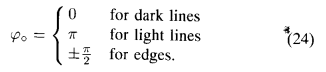 φ₀ = { 0 for dark lines
π for light lines
±π/2 for edges. (24)